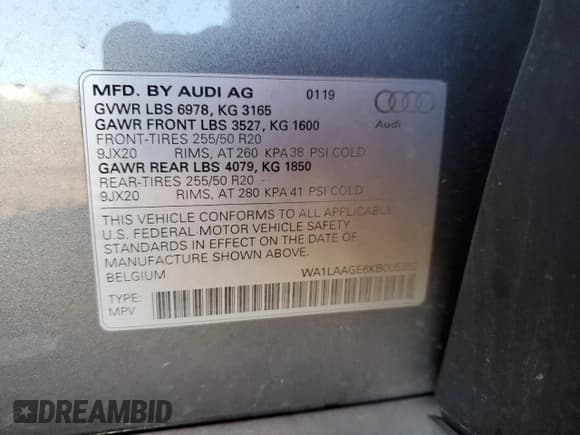 MFD. BY AUDI AG 0119
GVWR LBS 6978, KG 3165
GAWR FRONT LBS 3527, KG 1600
FRONT-TIRES 255/50 R20
9JX20 RIMS, AT 260 KPA 38 PSI COLD
GAWR REAR LBS 4079, KG 1850
REAR-TIRES 255/50 R20
9JX20 RIMS, AT 280 KPA 41 PSI COLD
Audi
THIS VEHICLE CONFORMS TO ALL APPLICABLE
U.S. FEDERAL MOTOR VEHICLE SAFETY
STANDARDS IN EFFECT ON THE DATE OF
MANUFACTURE SHOWN ABOVE.
BELGIUM
TYPE:
MPV
DREAMBID